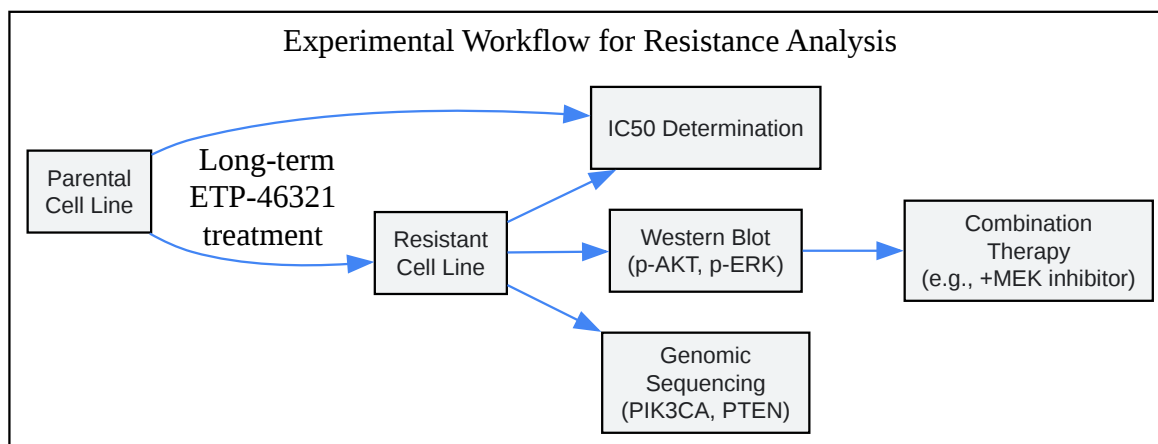 Experimental Workflow for Resistance Analysis
Parental
Cell Line
Long-term
ETP-46321
treatment
Resistant
Cell Line
IC50 Determination
Western Blot
(p-AKT, p-ERK)
Genomic
Sequencing
(PIK3CA, PTEN)
Combination
Therapy
(e.g., +MEK inhibitor)